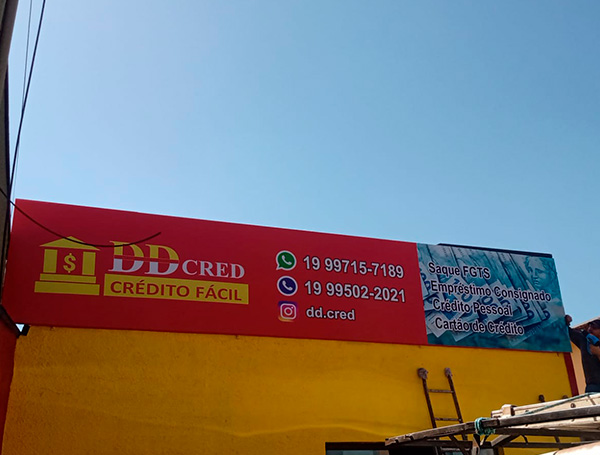 $
DD CRED
CRÉDITO FÁCIL
19 99715-7189
19 99502-2021
dd.cred
Saque FGTS
Empréstimo Consignado
Crédito Pessoal
Cartão de Crédito